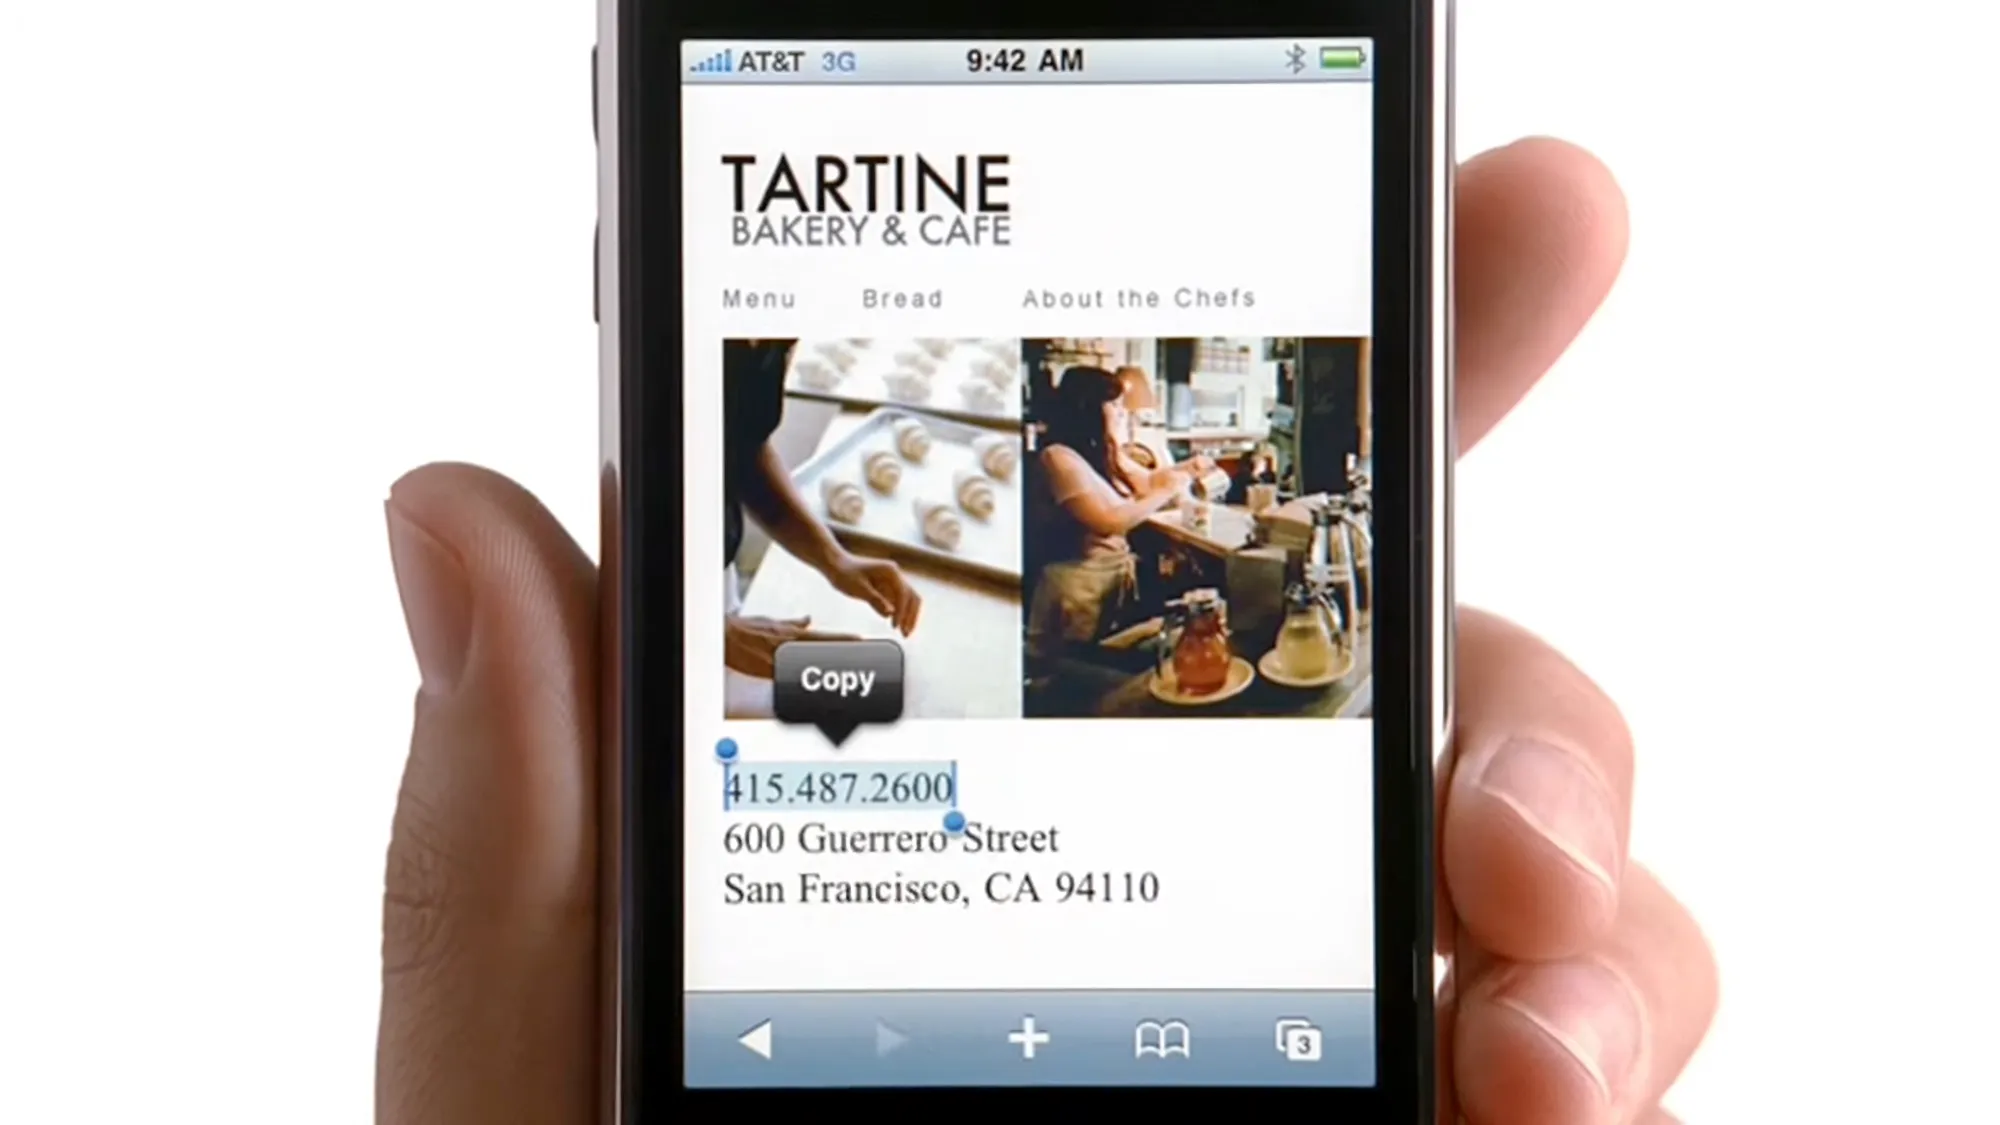 AT&T 3G 9:42 AM
TARTINE
BAKERY & CAFE
Menu Bread About the Chefs
Copy
415.487.2600
600 Guerrero Street
San Francisco, CA 94110
3